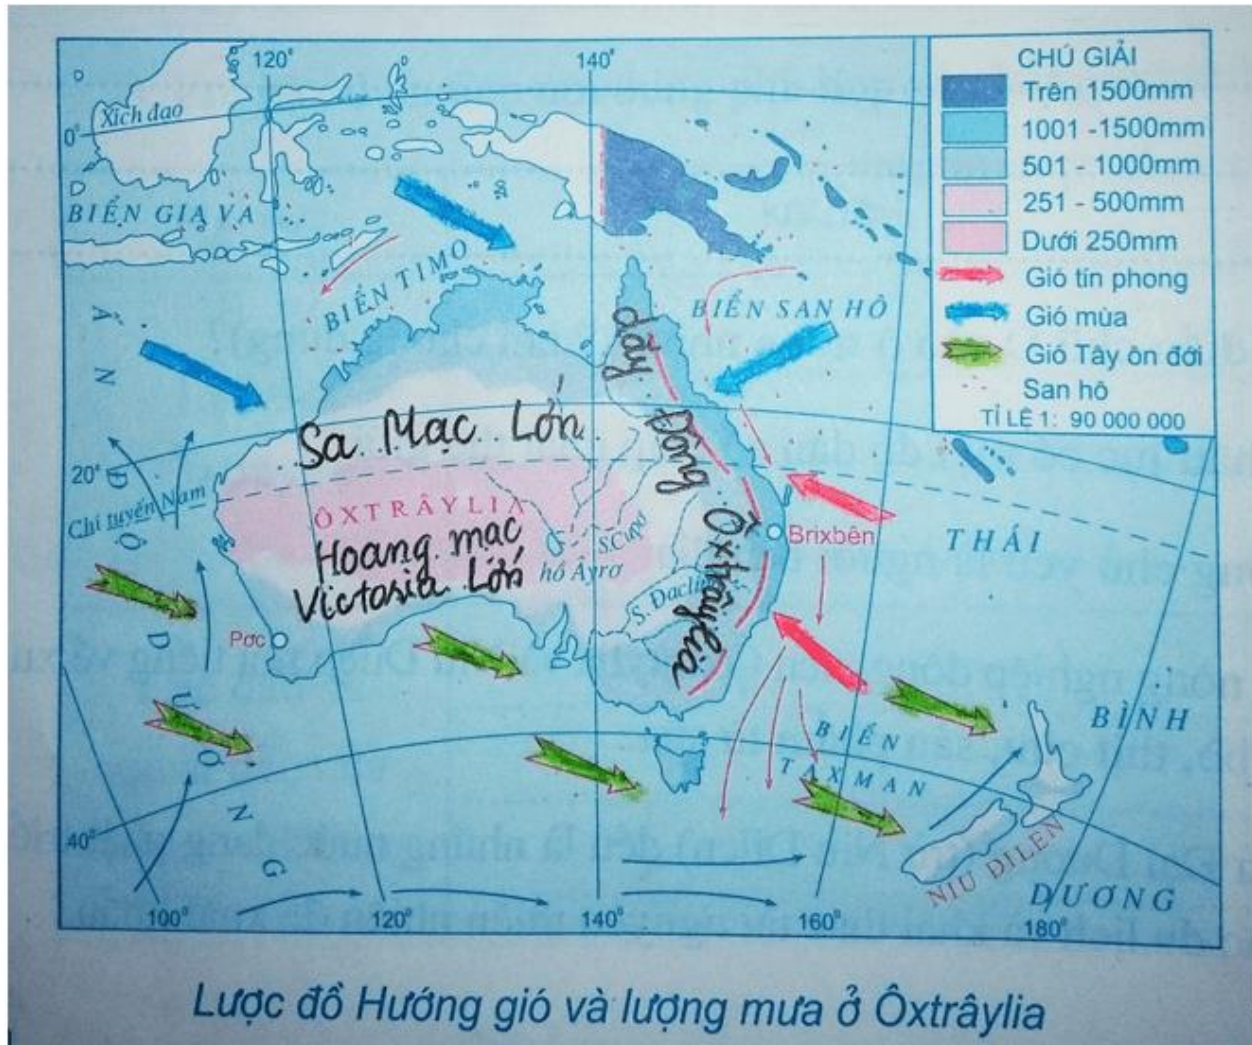 120°
140°
CHÚ GIẢI
Trên 1500mm
1001 -1500mm
501 - 1000mm
251 - 500mm
Dưới 250mm
Gió tín phong
Gió mùa
Gió Tây ôn đới
San hô
TỈ LỆ 1: 90 000 000
Xích đạo
0°
BIỂN GIA VA
BIỂN TIMO
BIỂN SAN HÔ
ẤN ĐỘ DƯƠNG
dãy Đông Ôxtrâylia
Sa Mạc Lớn
20°
Chí tuyến Nam
ÔXTRÂYLIA
Hoang mạc
Victoria Lớn
hồ Âyrơ
S.Cupơ
S. Đaclinh
Brixbên
THÁI
BÌNH
DƯƠNG
Pơc
BIỂN
TAXMAN
NIU DILEN
40°
100°
120°
140°
160°
180°
Lược đồ Hướng gió và lượng mưa ở Ôxtrâylia